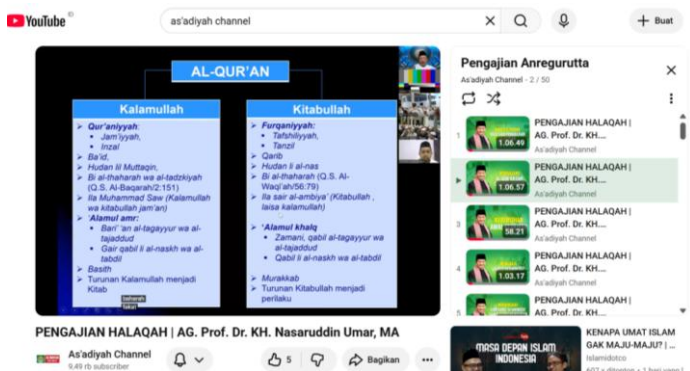 YouTube ID
as'adiyah channel
Buat
AL-QUR'AN
Kalamullah
Qur'aniyyah:
Jam'iyyah,
Inzal
Ba'id,
Hudan lil Muttaqin,
Bi al-thaharah wa al-tadzkiyah
(Q.S. Al-Baqarah/2:151)
Ila Muhammad Saw (Kalamullah
wa kitabullah jam'an)
'Alamul amr:
Bari' 'an al-tagayyur wa al-
tajaddud
Gair qabil li al-naskh wa al-
tabdil
Basith
Turunan Kalamullah menjadi
Kitab
Kitabullah
Furqaniyyah:
Tafshiliyyah,
Tanzil
Qarib
Hudan li al-nas
Bi al-thaharah (Q.S. Al-
Waqi'ah/56:79)
Ila sair al-ambiya' (Kitabullah ,
laisa kalamullah)
'Alamul khalq
Zamani, qabil al-tagayyur wa
al-tajaddud
Qabil li al-naskh wa al-tabdil
Murakkab
Turunan Kitabullah menjadi
perilaku
PENGAJIAN HALAQAH | AG. Prof. Dr. KH. Nasaruddin Umar, MA
As'adiyah Channel
9,49 rb subscriber
5
Bagikan
Pengajian Anregurutta
As'adiyah Channel - 2 / 50
1
1.06.49
PENGAJIAN HALAQAH |
AG. Prof. Dr. KH....
As'adiyah Channel
1.06.57
PENGAJIAN HALAQAH |
AG. Prof. Dr. KH....
As'adiyah Channel
3
58.21
PENGAJIAN HALAQAH |
AG. Prof. Dr. KH....
As'adiyah Channel
4
1.03.17
PENGAJIAN HALAQAH |
AG. Prof. Dr. KH....
As'adiyah Channel
5
PENGAJIAN HALAQAH |
AG. Prof. Dr. KH....
MASA DEPAN ISLAM
INDONESIA
KENAPA UMAT ISLAM
GAK MAJU-MAJU? | ...
Islamidotco